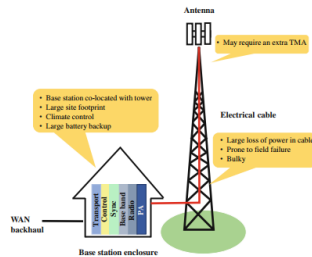 Antenna
• May require an extra TMA
• Base station co-located with tower
• Large site footprint
• Climate control
• Large battery backup
Electrical cable
• Large loss of power in cable
• Prone to field failure
• Bulky
Transport
Control
Sync
Base band
Radio
PA
WAN
backhaul
Base station enclosure